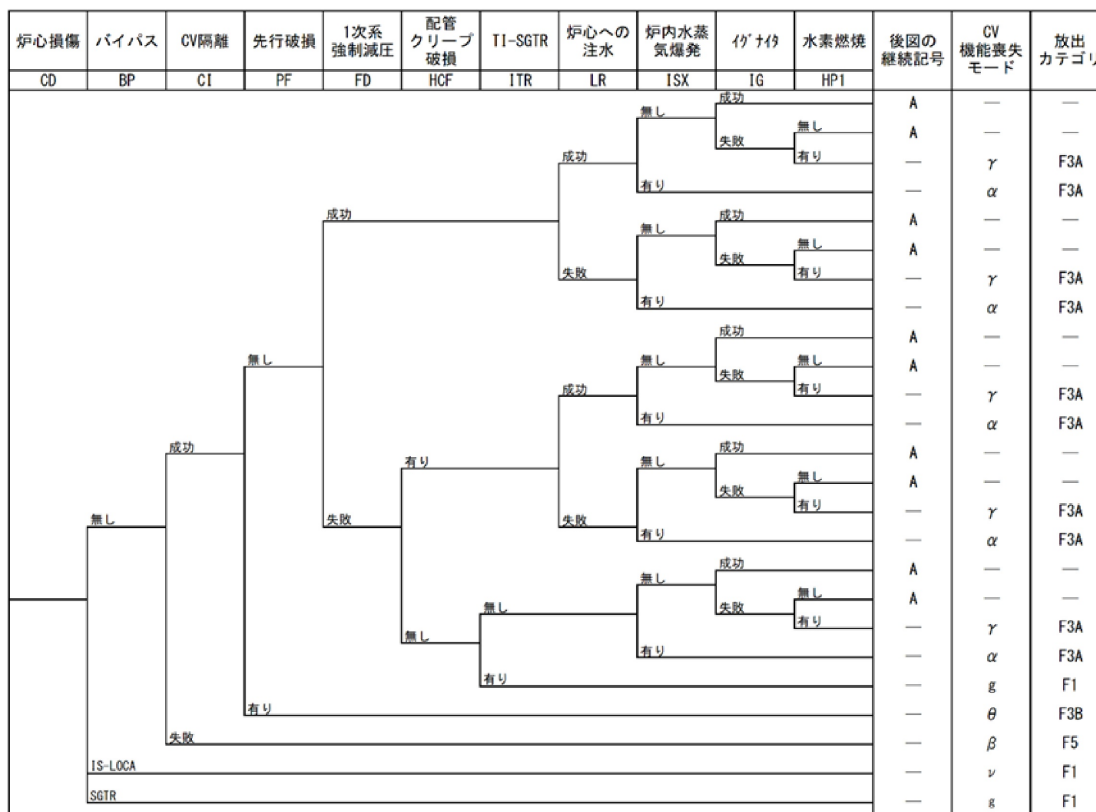 炉心損傷 バイパス CV隔離 先行破損 1次系強制減圧 配管クリープ破損 TI-SGTR 炉心への注水 炉内水蒸気爆発 イグナイタ 水素燃焼 後図の継続記号 CV機能喪失モード 放出カテゴリ
CD BP CI PF FD HCF ITR LR ISX IG HP1
成功 A — —
無し
無し A — —
失敗
成功 有り — γ F3A
有り — α F3A
成功 成功 A — —
無し
無し A — —
失敗
失敗 有り — γ F3A
有り — α F3A
成功 A — —
無し 無し 無し A — —
失敗
成功 有り — γ F3A
有り — α F3A
成功 成功 A — —
有り 無し
無し A — —
失敗
有り — γ F3A
無し 失敗 失敗
有り — α F3A
成功 A — —
無し
無し A — —
無し 失敗
有り — γ F3A
無し
有り — α F3A
有り — g F1
有り — θ F3B
失敗 — β F5
IS-LOCA — ν F1
SGTR — g F1